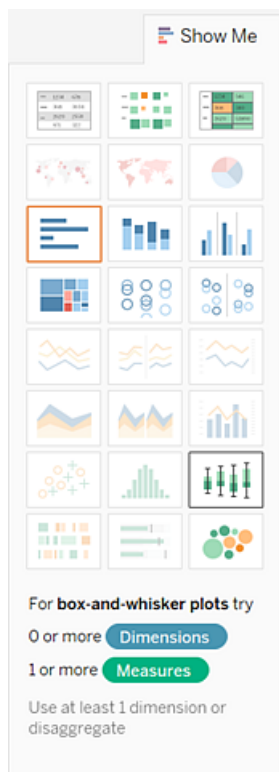 Show Me
For box-and-whisker plots try
0 or more Dimensions
1 or more Measures
Use at least 1 dimension or
disaggregate